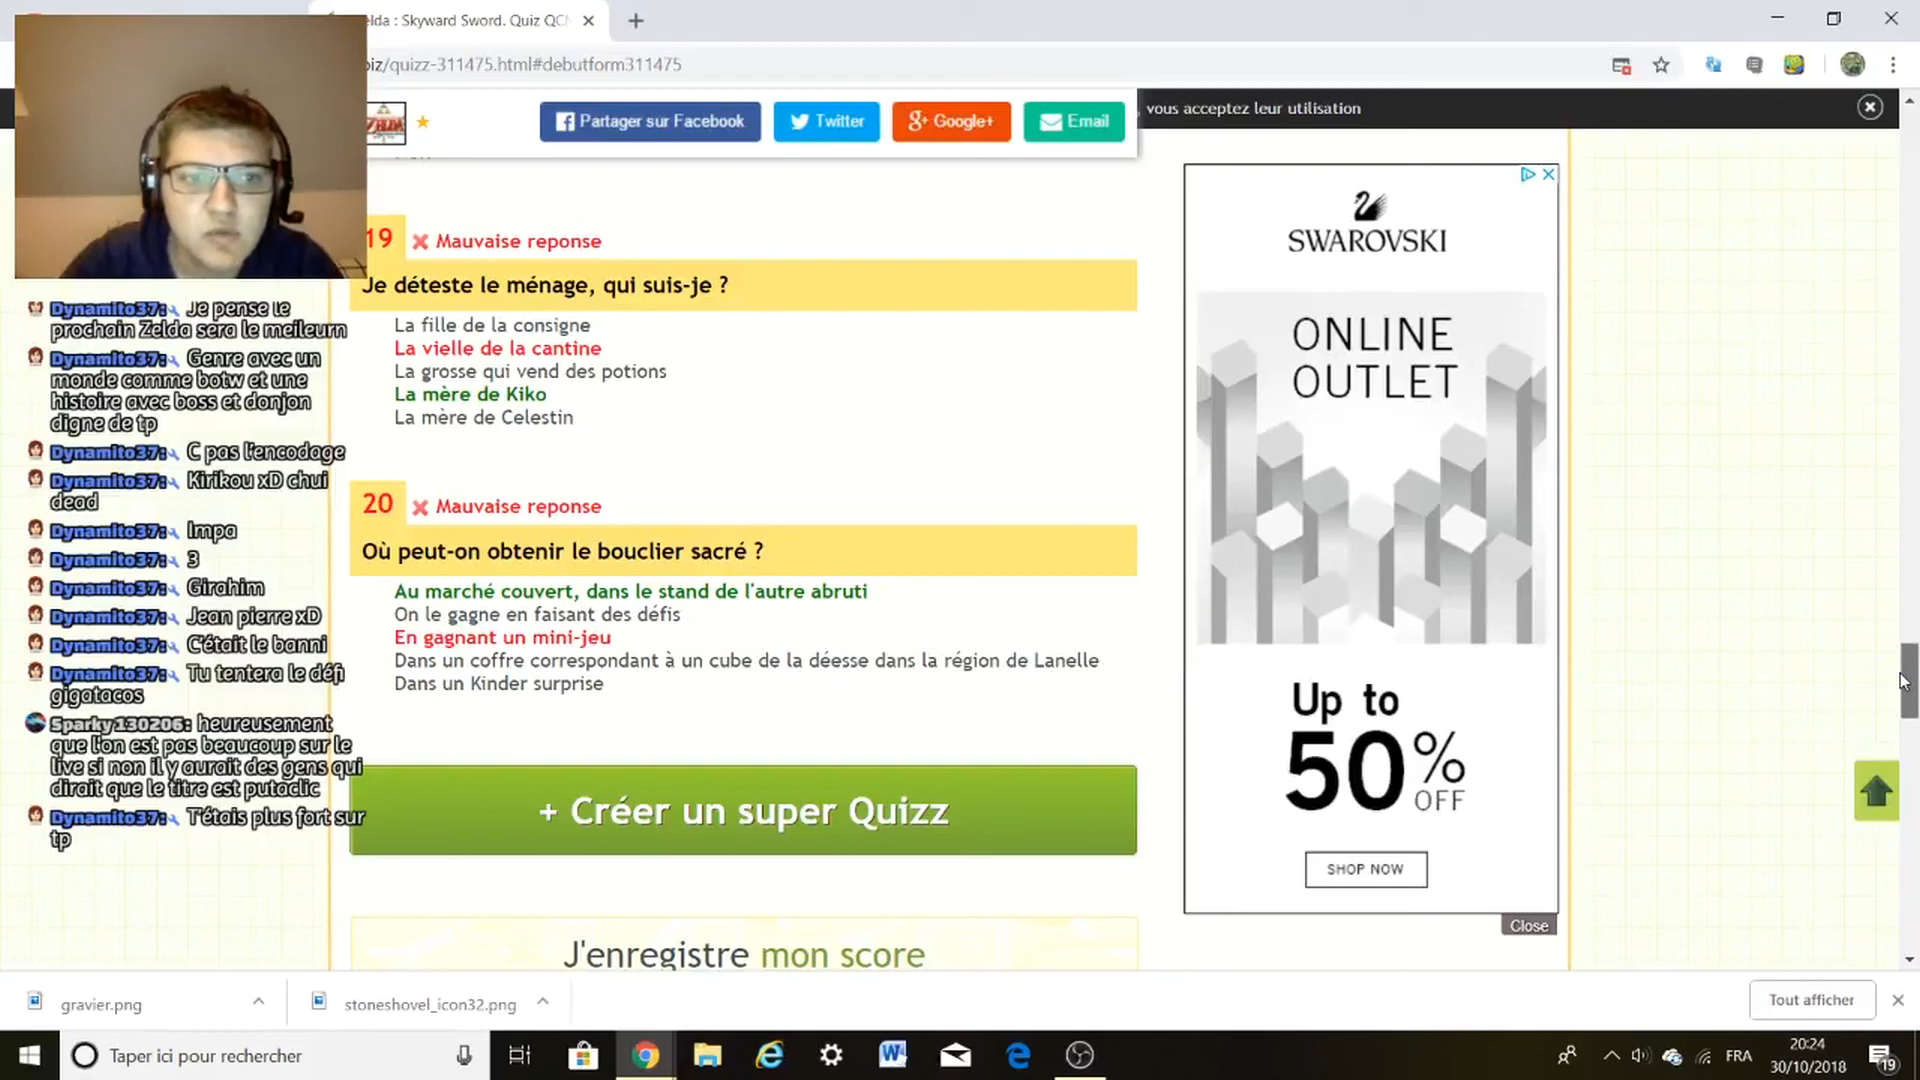 elda : Skyward Sword. Quiz QC
iz/quizz-311475.html#debutform311475
ZELDA
Partager sur Facebook
Twitter
g+ Google+
Email
, vous acceptez leur utilisation
19
Mauvaise reponse
Je déteste le ménage, qui suis-je ?
La fille de la consigne
La vielle de la cantine
La grosse qui vend des potions
La mère de Kiko
La mère de Celestin
20
Mauvaise reponse
Où peut-on obtenir le bouclier sacré ?
Au marché couvert, dans le stand de l'autre abruti
On le gagne en faisant des défis
En gagnant un mini-jeu
Dans un coffre correspondant à un cube de la déesse dans la région de Lanelle
Dans un Kinder surprise
+ Créer un super Quizz
J'enregistre mon score
Dynamito37: Je pense le
prochain Zelda sera le meileurn
Dynamito37: Genre avec un
monde comme botw et une
histoire avec boss et donjon
digne de tp
Dynamito37: C pas l'encodage
Dynamito37: Kirikou xD chui
dead
Dynamito37: Impa
Dynamito37: 3
Dynamito37: Girahim
Dynamito37: Jean pierre xD
Dynamito37: C'était le banni
Dynamito37: Tu tentera le défi
gigatacos
Sparky130206: heureusement
que l'on est pas beaucoup sur le
live si non il y aurait des gens qui
dirait que le titre est putaclic
Dynamito37: T'étais plus fort sur
tp
SWAROVSKI
ONLINE
OUTLET
Up to
50%
OFF
SHOP NOW
Close
gravier.png
stoneshovel_icon32.png
Tout afficher
Taper ici pour rechercher
FRA
20:24
30/10/2018
19